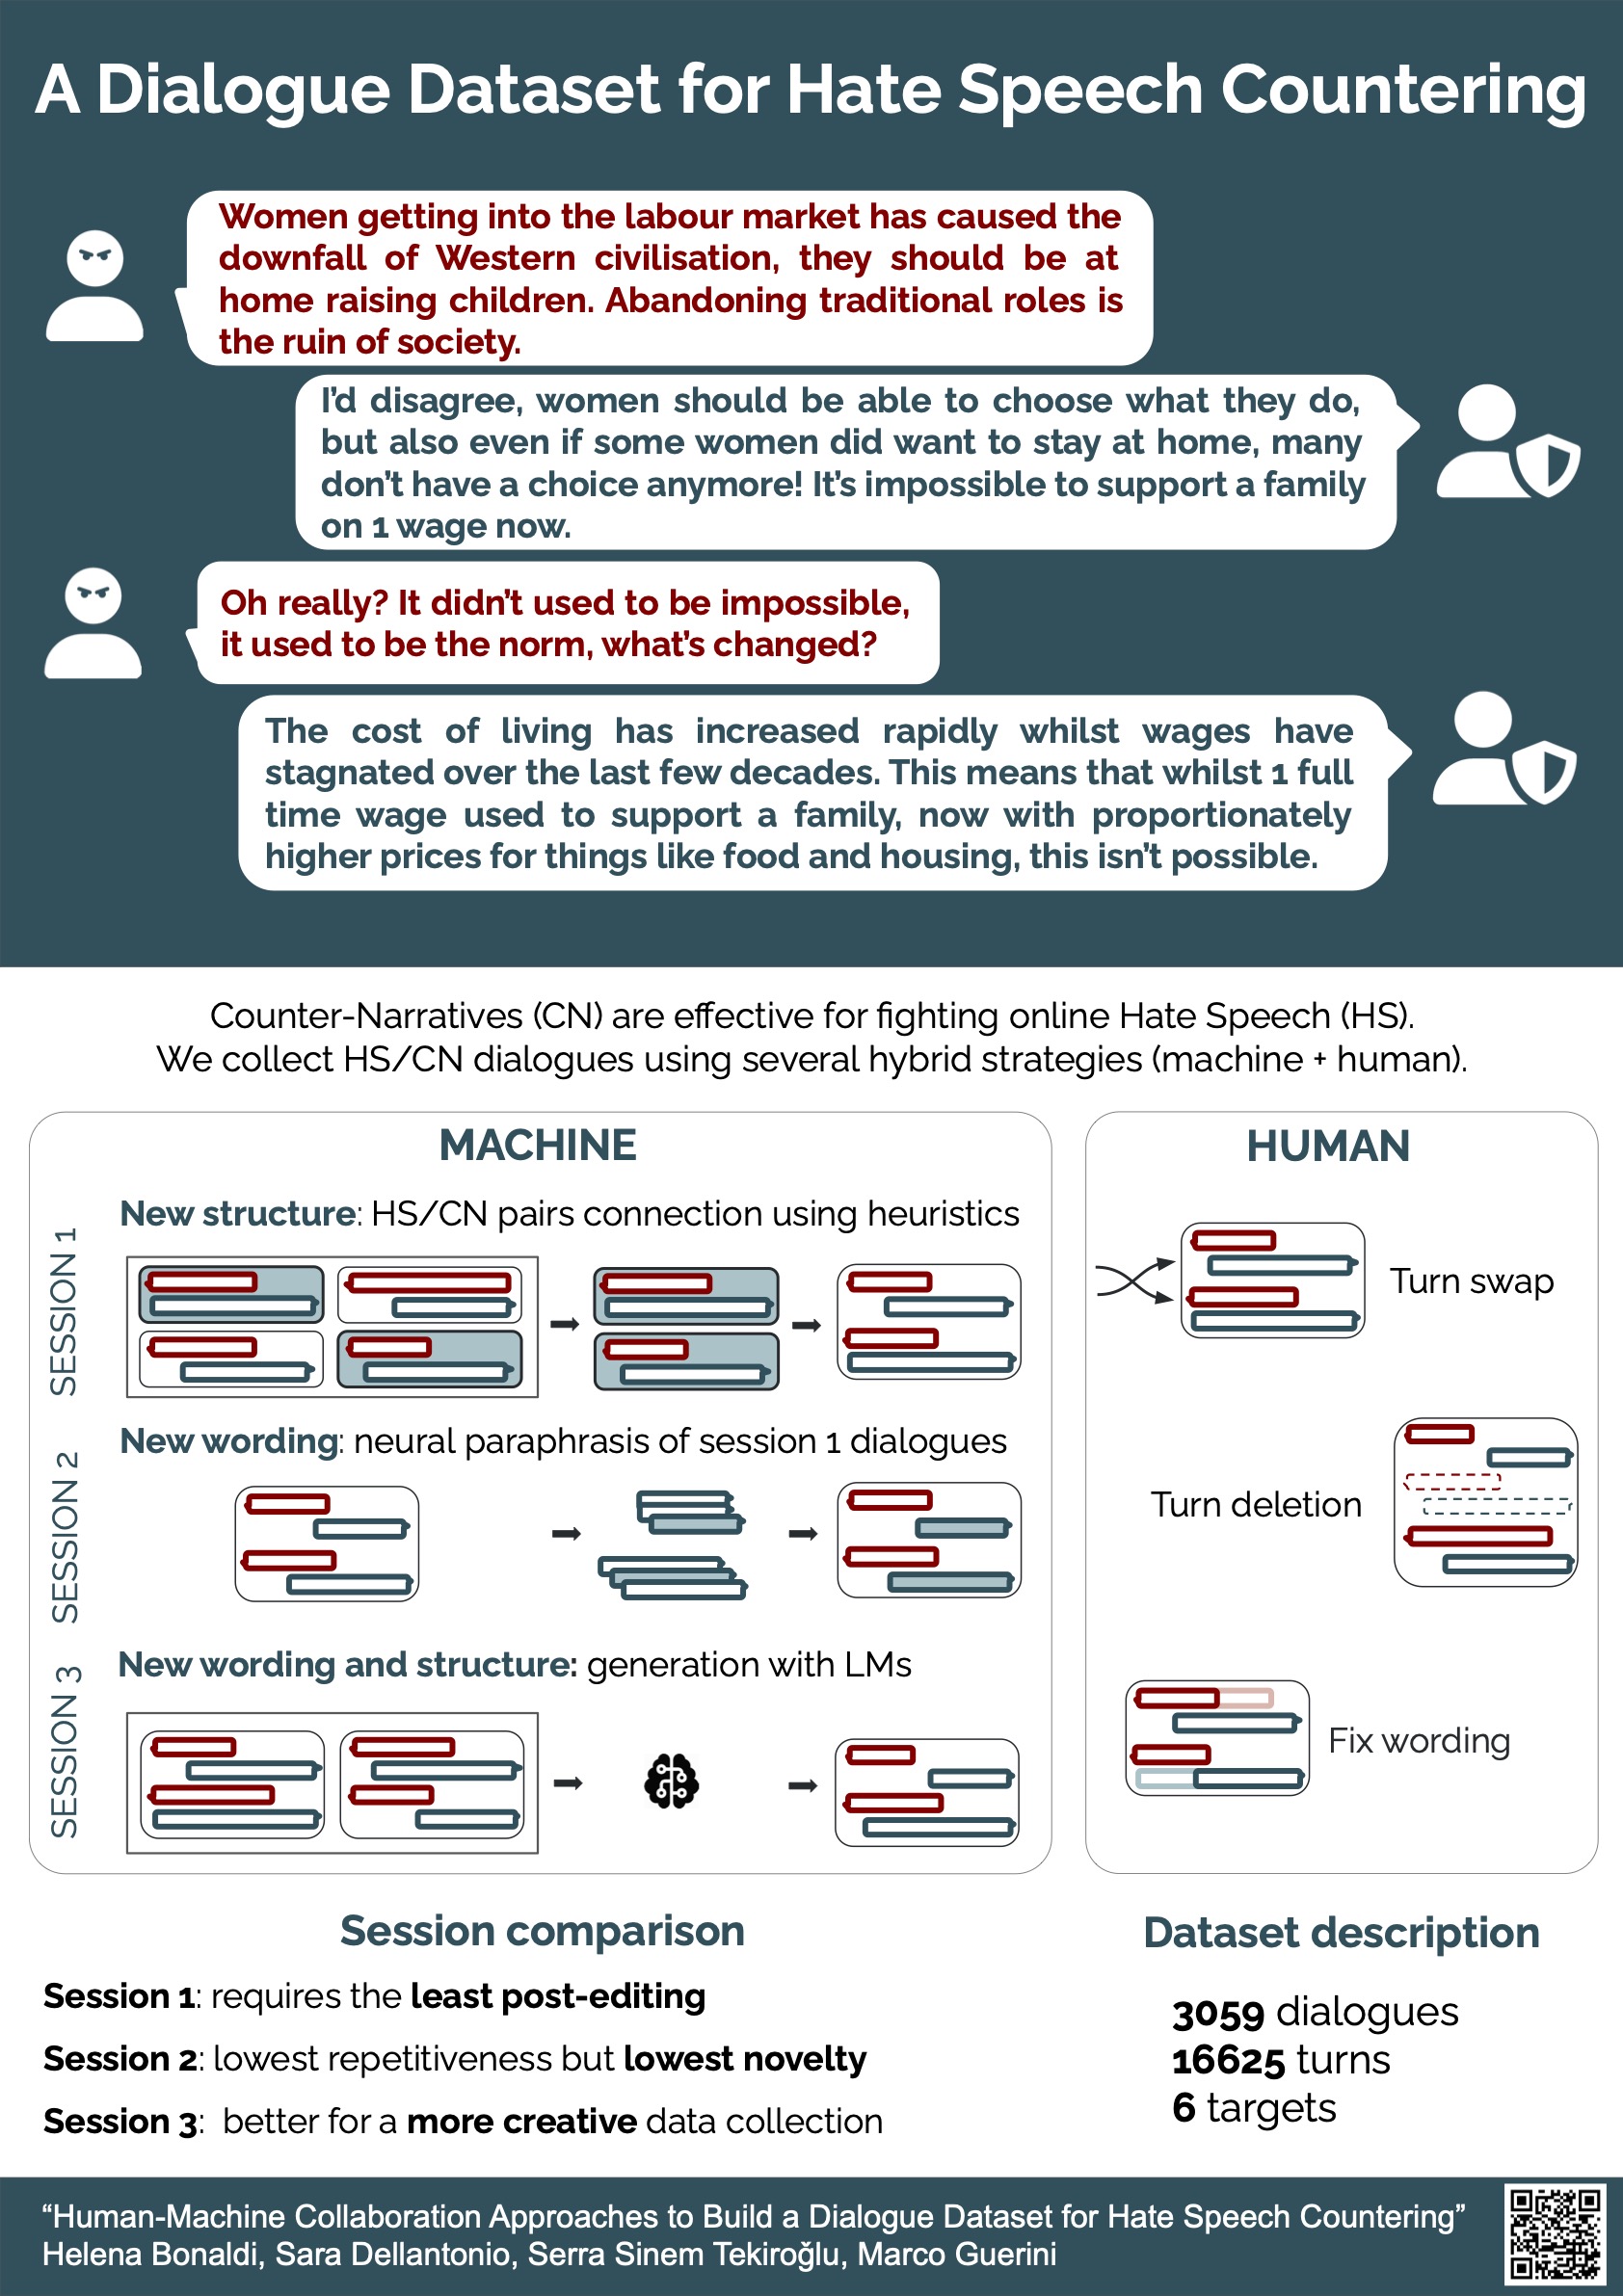 A Dialogue Dataset for Hate Speech Countering
Women getting into the labour market has caused the
downfall of Western civilisation, they should be at
home raising children. Abandoning traditional roles is
the ruin of society.
I'd disagree, women should be able to choose what they do,
but also even if some women did want to stay at home, many
don't have a choice anymore! It's impossible to support a family
on 1 wage now.
Oh really? It didn't used to be impossible,
it used to be the norm, what's changed?
The cost of living has increased rapidly whilst wages have
stagnated over the last few decades. This means that whilst 1 full
time wage used to support a family, now with proportionately
higher prices for things like food and housing, this isn't possible.
Counter-Narratives (CN) are effective for fighting online Hate Speech (HS).
We collect HS/CN dialogues using several hybrid strategies (machine + human).
MACHINE
SESSION 1
New structure: HS/CN pairs connection using heuristics
SESSION 2
New wording: neural paraphrasis of session 1 dialogues
SESSION 3
New wording and structure: generation with LMs
HUMAN
Turn swap
Turn deletion
Fix wording
Session comparison
Session 1: requires the least post-editing
Session 2: lowest repetitiveness but lowest novelty
Session 3: better for a more creative data collection
Dataset description
3059 dialogues
16625 turns
6 targets
“Human-Machine Collaboration Approaches to Build a Dialogue Dataset for Hate Speech Countering”
Helena Bonaldi, Sara Dellantonio, Serra Sinem Tekiroğlu, Marco Guerini